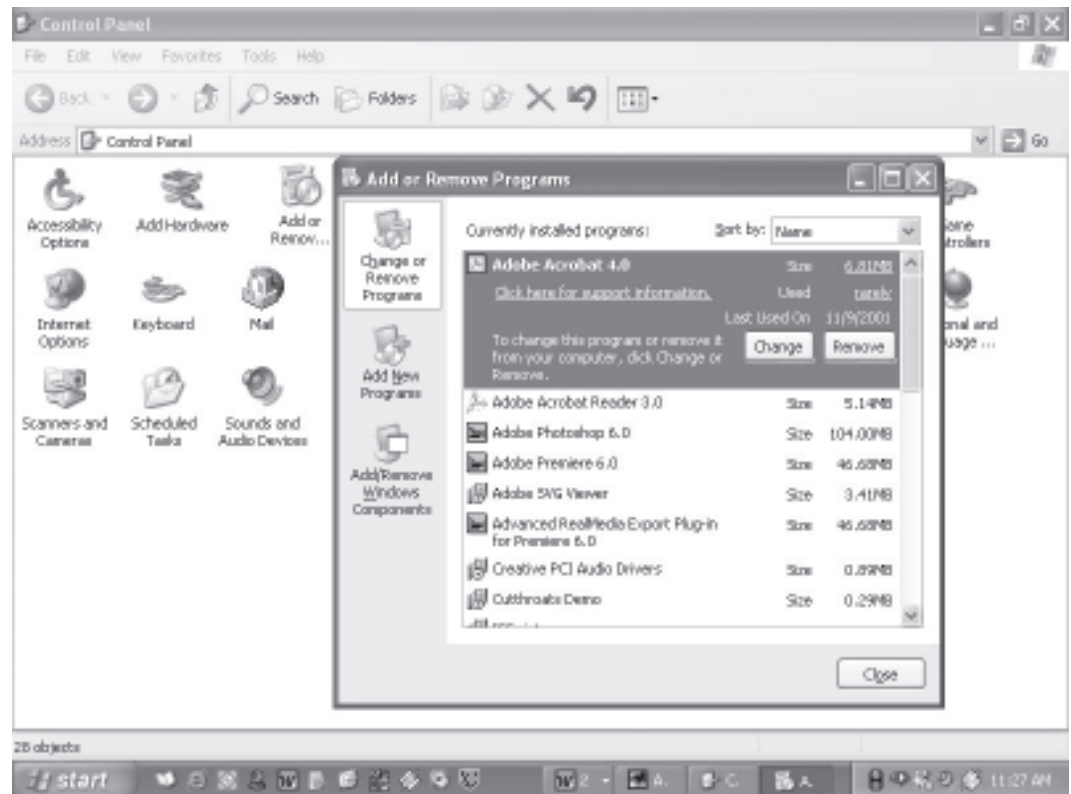 Control Panel
File Edit View Favorites Tools Help
Back Search Folders
Address Control Panel Go
Accessibility Options
Add Hardware
Add or Remov...
Internet Options
Keyboard
Mail
Scanners and Cameras
Scheduled Tasks
Sounds and Audio Devices
Add or Remove Programs
Change or Remove Programs
Add New Programs
Add/Remove Windows Components
Currently installed programs: Sort by: Name
Adobe Acrobat 4.0 Size 6.81MB
Click here for support information. Used rarely
Last Used On 11/9/2001
To change this program or remove it from your computer, click Change or Remove.
Change Remove
Adobe Acrobat Reader 3.0 Size 5.14MB
Adobe Photoshop 6.0 Size 104.00MB
Adobe Premiere 6.0 Size 46.68MB
Adobe SVG Viewer Size 3.41MB
Advanced RealMedia Export Plug-in for Premiere 6.0 Size 46.68MB
Creative PCI Audio Drivers Size 0.89MB
Cutthroats Demo Size 0.29MB
Close
ame
trollers
onal and
uage ...
28 objects
start W 2 A. C. A. 11:27 AM